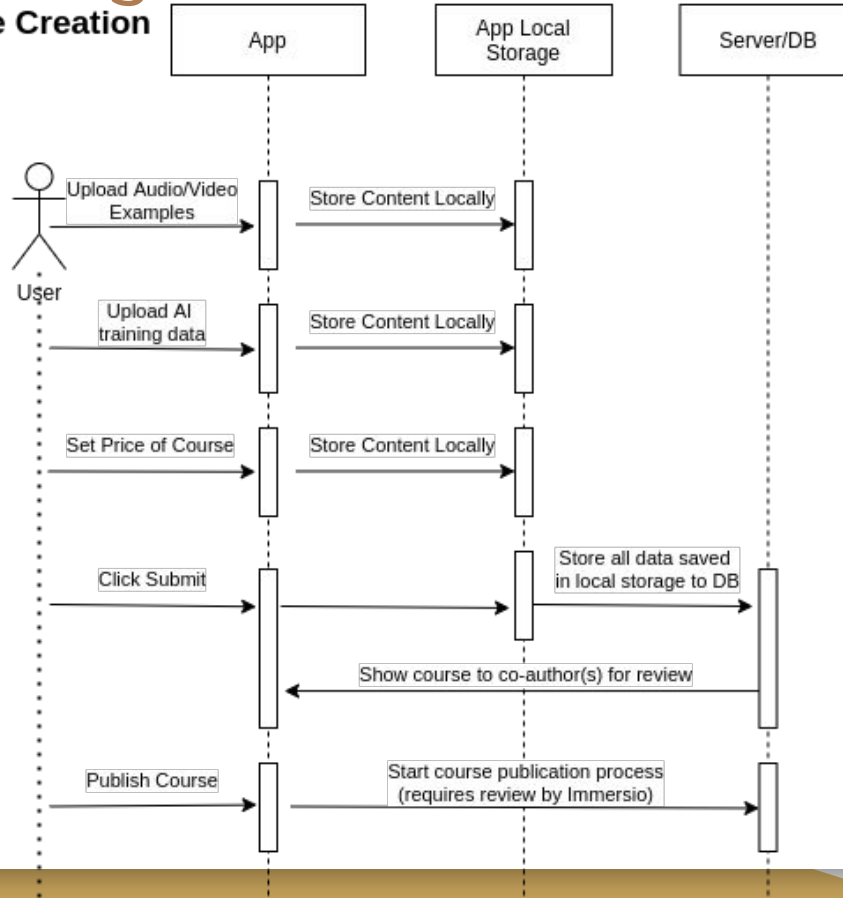 e Creation
App
App Local
Storage
Server/DB
Upload Audio/Video
Examples
Store Content Locally
User
Upload AI
training data
Store Content Locally
Set Price of Course
Store Content Locally
Click Submit
Store all data saved
in local storage to DB
Show course to co-author(s) for review
Publish Course
Start course publication process
(requires review by Immersio)